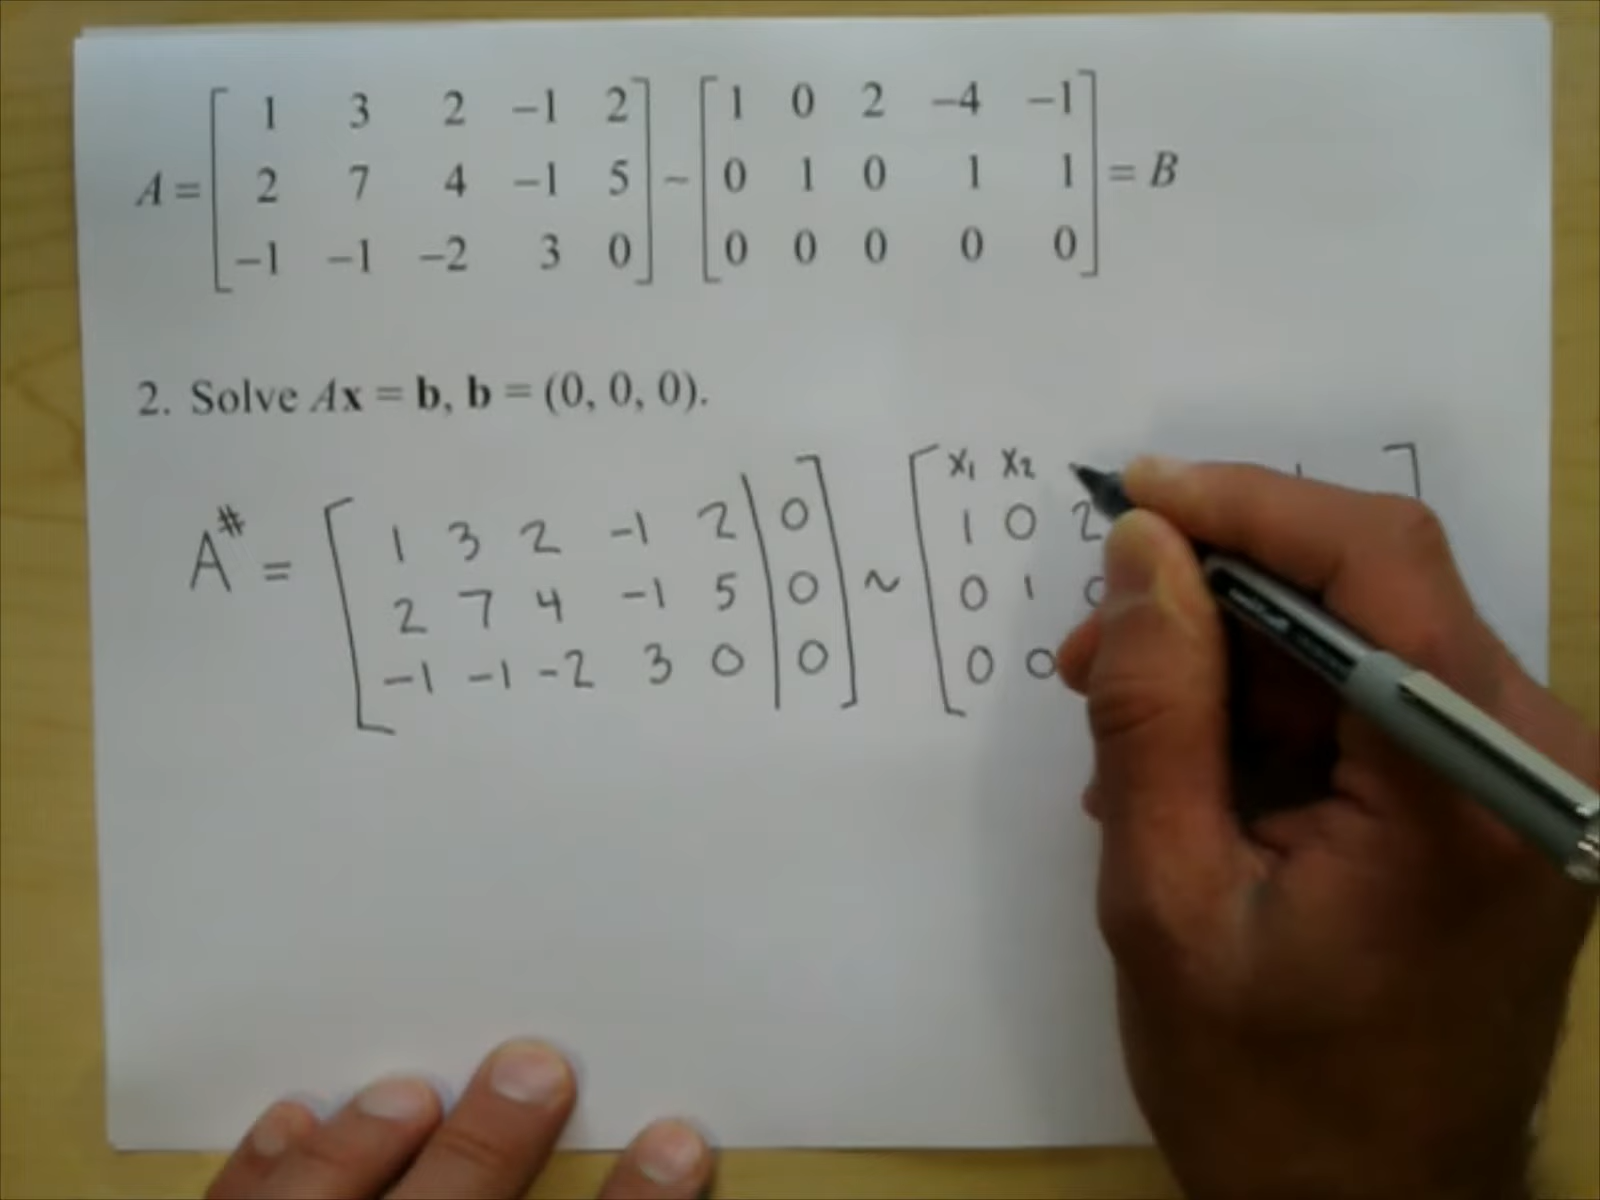 A = [ 1 3 2 −1 2 ] ~ [ 1 0 2 −4 −1 ] = B
2 7 4 −1 5 0 1 0 1 1
−1 −1 −2 3 0 0 0 0 0 0
2. Solve Ax = b, b = (0, 0, 0).
A# = [ 1 3 2 -1 2 | 0 ] ~ [ x₁ x₂
1 0 2
2 7 4 -1 5 | 0 0 1
-1 -1 -2 3 0 | 0 0 0